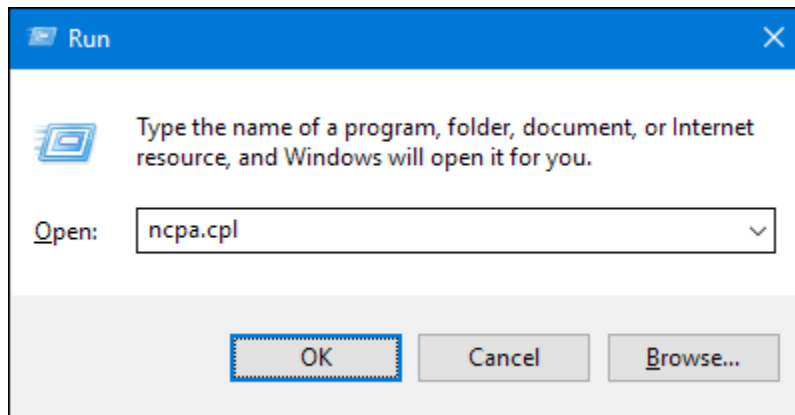 Run
Type the name of a program, folder, document, or Internet
resource, and Windows will open it for you.
Open: ncpa.cpl
OK Cancel Browse...